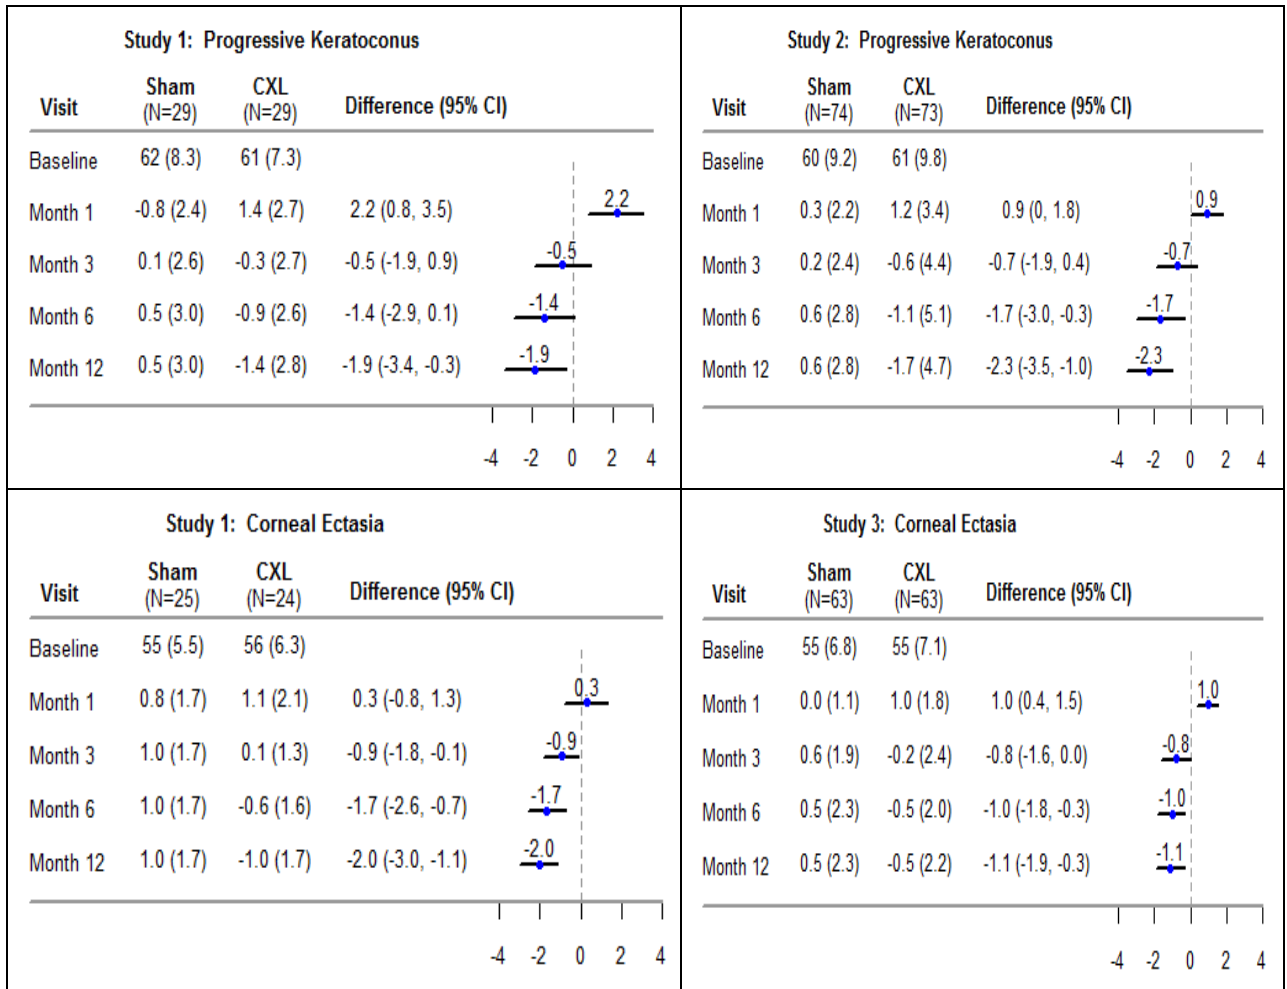 Study 1: Progressive Keratoconus
Visit Sham (N=29) CXL (N=29) Difference (95% CI)
Baseline 62 (8.3) 61 (7.3)
Month 1 -0.8 (2.4) 1.4 (2.7) 2.2 (0.8, 3.5) 2.2
Month 3 0.1 (2.6) -0.3 (2.7) -0.5 (-1.9, 0.9) -0.5
Month 6 0.5 (3.0) -0.9 (2.6) -1.4 (-2.9, 0.1) -1.4
Month 12 0.5 (3.0) -1.4 (2.8) -1.9 (-3.4, -0.3) -1.9
-4 -2 0 2 4
Study 2: Progressive Keratoconus
Visit Sham (N=74) CXL (N=73) Difference (95% CI)
Baseline 60 (9.2) 61 (9.8)
Month 1 0.3 (2.2) 1.2 (3.4) 0.9 (0, 1.8) 0.9
Month 3 0.2 (2.4) -0.6 (4.4) -0.7 (-1.9, 0.4) -0.7
Month 6 0.6 (2.8) -1.1 (5.1) -1.7 (-3.0, -0.3) -1.7
Month 12 0.6 (2.8) -1.7 (4.7) -2.3 (-3.5, -1.0) -2.3
-4 -2 0 2 4
Study 1: Corneal Ectasia
Visit Sham (N=25) CXL (N=24) Difference (95% CI)
Baseline 55 (5.5) 56 (6.3)
Month 1 0.8 (1.7) 1.1 (2.1) 0.3 (-0.8, 1.3) 0.3
Month 3 1.0 (1.7) 0.1 (1.3) -0.9 (-1.8, -0.1) -0.9
Month 6 1.0 (1.7) -0.6 (1.6) -1.7 (-2.6, -0.7) -1.7
Month 12 1.0 (1.7) -1.0 (1.7) -2.0 (-3.0, -1.1) -2.0
-4 -2 0 2 4
Study 3: Corneal Ectasia
Visit Sham (N=63) CXL (N=63) Difference (95% CI)
Baseline 55 (6.8) 55 (7.1)
Month 1 0.0 (1.1) 1.0 (1.8) 1.0 (0.4, 1.5) 1.0
Month 3 0.6 (1.9) -0.2 (2.4) -0.8 (-1.6, 0.0) -0.8
Month 6 0.5 (2.3) -0.5 (2.0) -1.0 (-1.8, -0.3) -1.0
Month 12 0.5 (2.3) -0.5 (2.2) -1.1 (-1.9, -0.3) -1.1
-4 -2 0 2 4